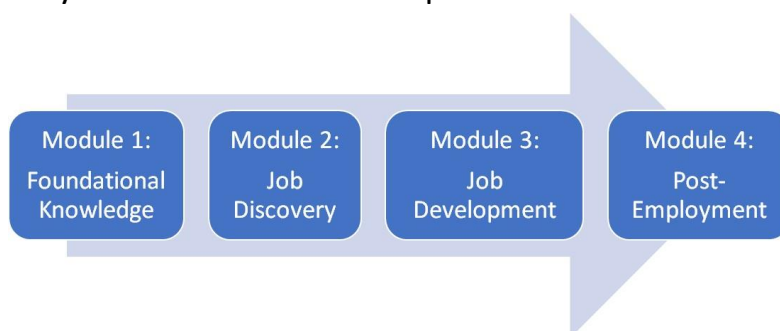 Module 1:
Foundational
Knowledge
Module 2:
Job
Discovery
Module 3:
Job
Development
Module 4:
Post-
Employment